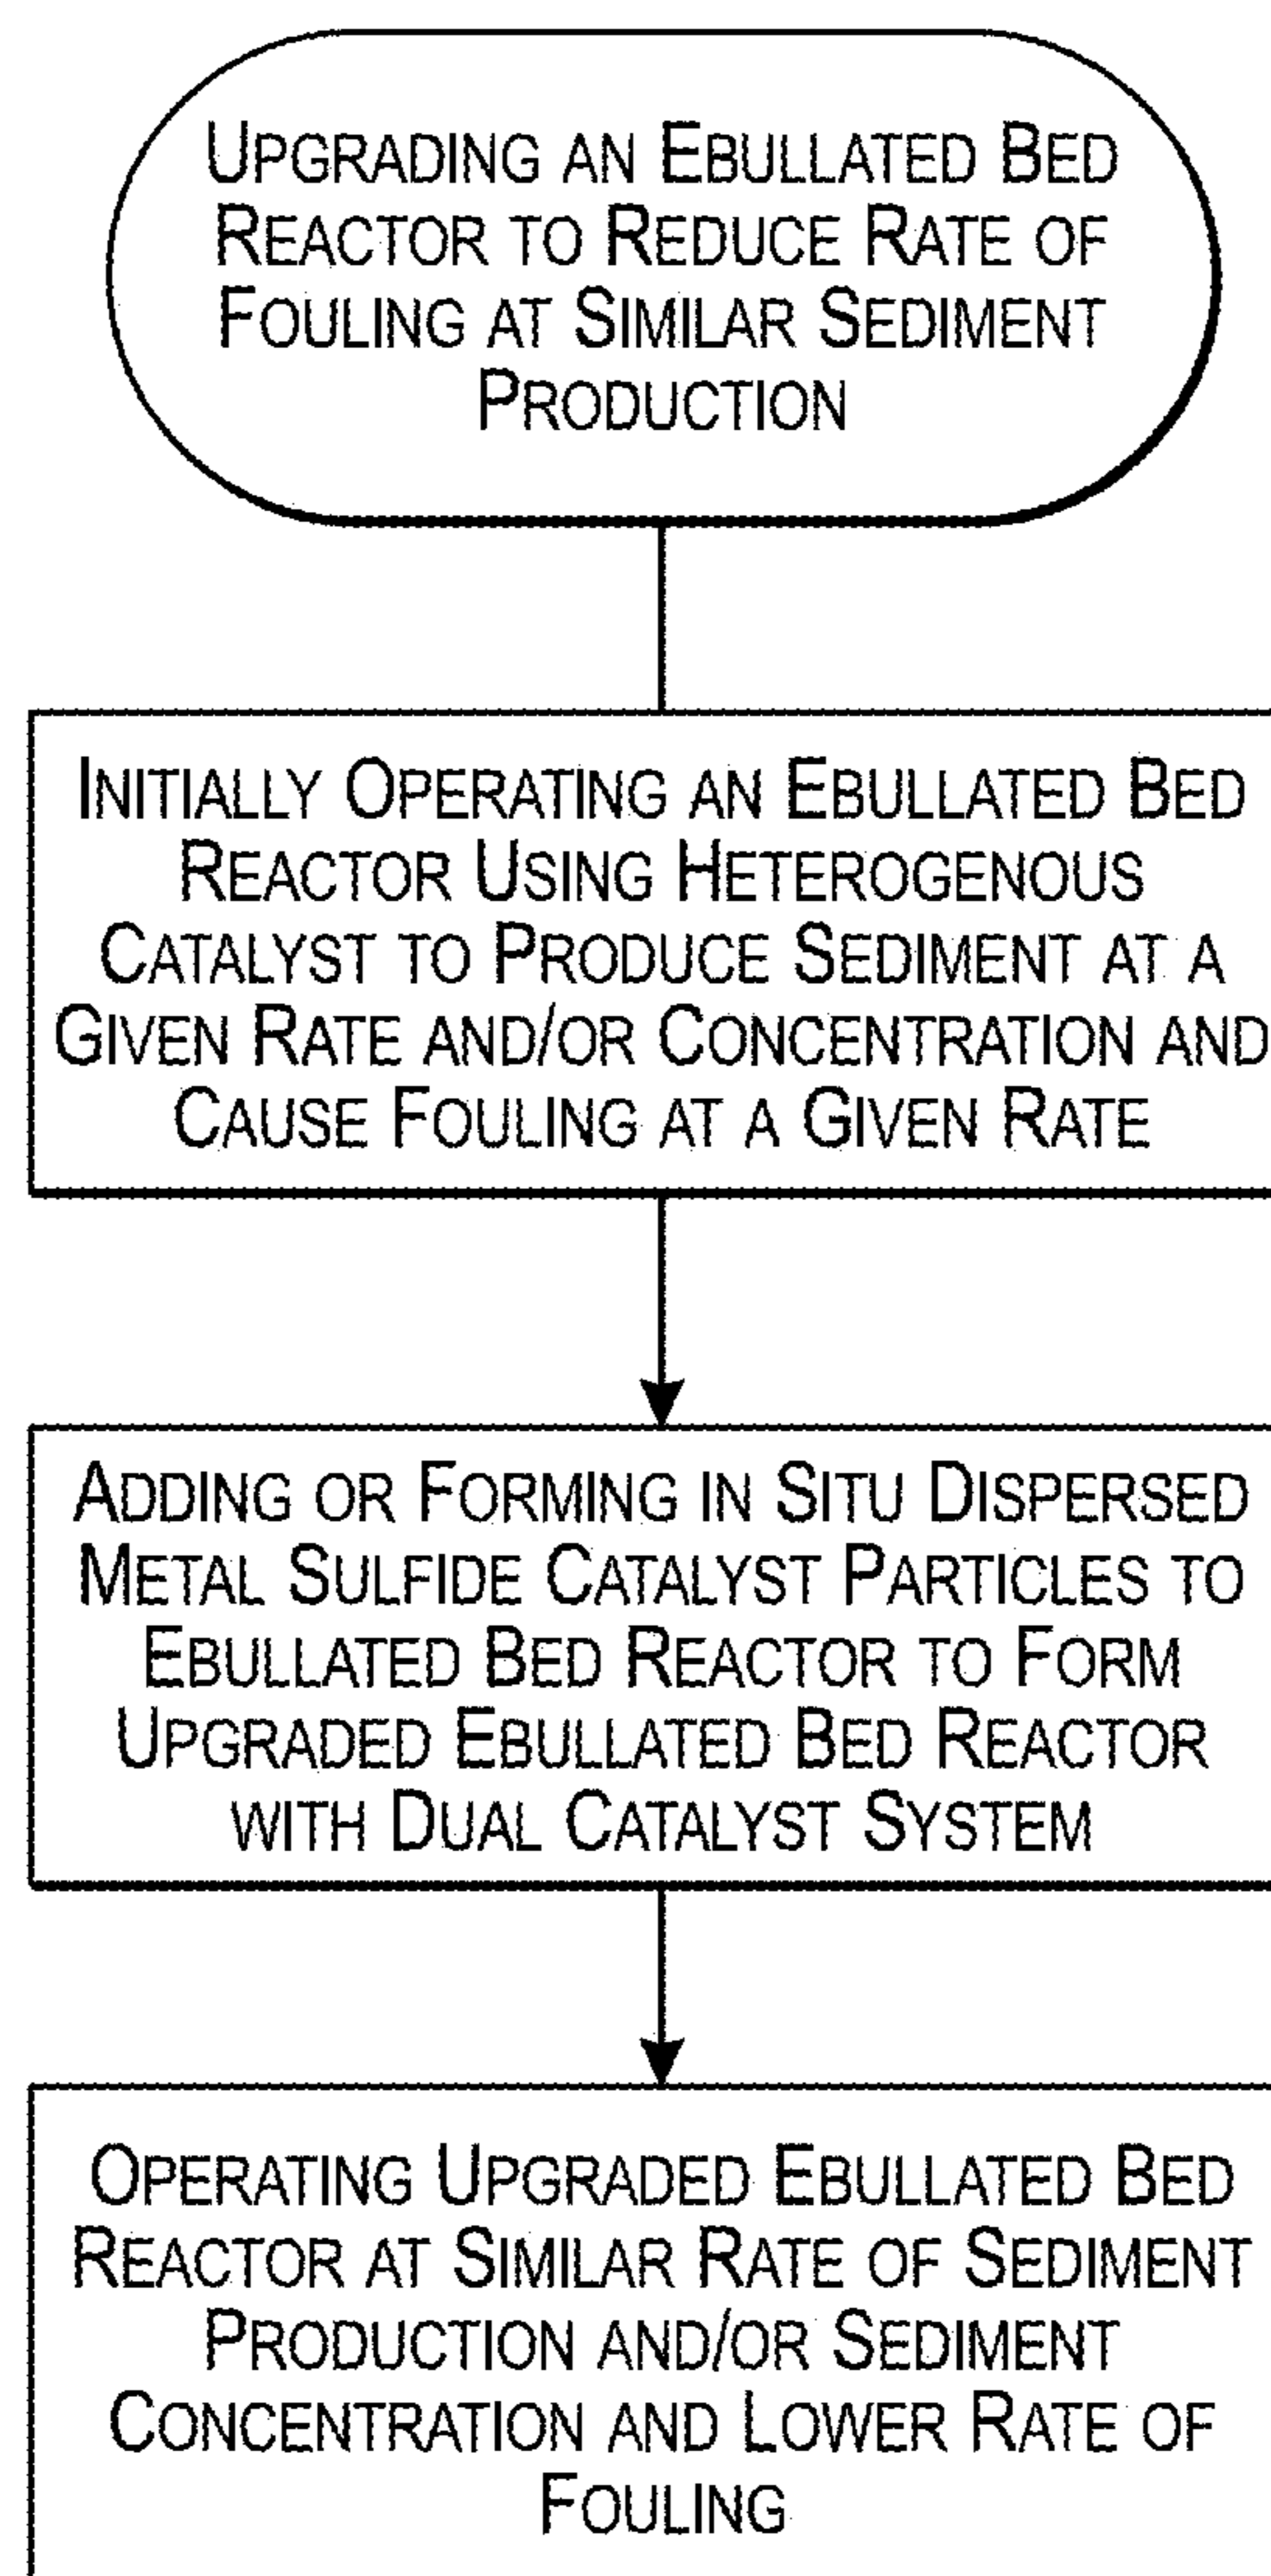 UPGRADING AN EBULLATED BED
REACTOR TO REDUCE RATE OF
FOULING AT SIMILAR SEDIMENT
PRODUCTION
INITIALLY OPERATING AN EBULLATED BED
REACTOR USING HETEROGENOUS
CATALYST TO PRODUCE SEDIMENT AT A
GIVEN RATE AND/OR CONCENTRATION AND
CAUSE FOULING AT A GIVEN RATE
ADDING OR FORMING IN SITU DISPERSED
METAL SULFIDE CATALYST PARTICLES TO
EBULLATED BED REACTOR TO FORM
UPGRADED EBULLATED BED REACTOR
WITH DUAL CATALYST SYSTEM
OPERATING UPGRADED EBULLATED BED
REACTOR AT SIMILAR RATE OF SEDIMENT
PRODUCTION AND/OR SEDIMENT
CONCENTRATION AND LOWER RATE OF
FOULING